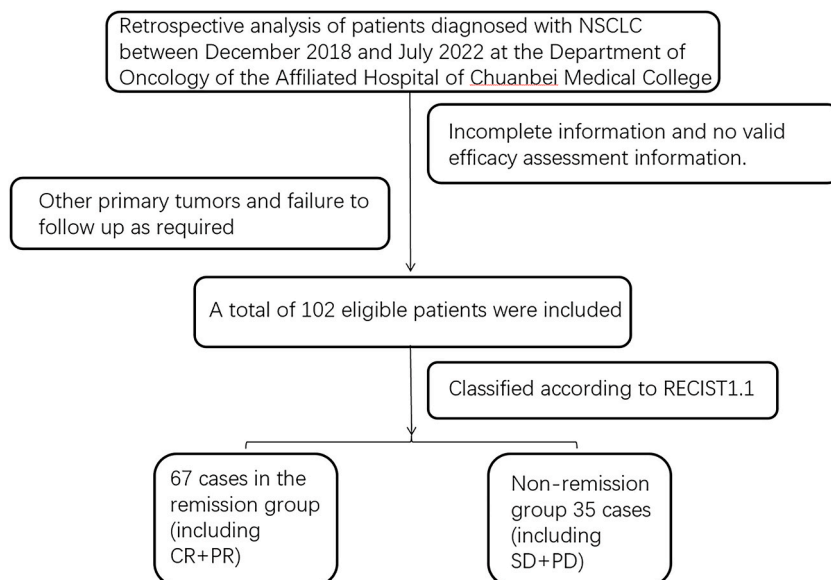 Retrospective analysis of patients diagnosed with NSCLC
between December 2018 and July 2022 at the Department of
Oncology of the Affiliated Hospital of Chuanbei Medical College
Incomplete information and no valid
efficacy assessment information.
Other primary tumors and failure to
follow up as required
A total of 102 eligible patients were included
Classified according to RECIST1.1
67 cases in the
remission group
(including
CR+PR)
Non-remission
group 35 cases
(including
SD+PD)